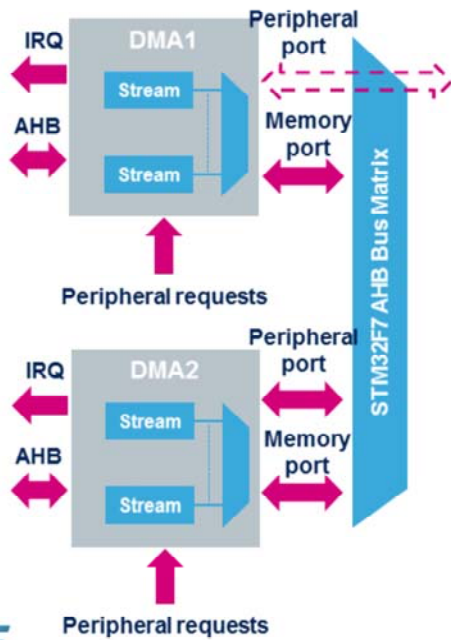 DMA1
Peripheral
port
IRQ
Stream
AHB
Memory
port
Stream
Peripheral requests
STM32F7 AHB Bus Matrix
DMA2
Peripheral
port
IRQ
Stream
AHB
Memory
port
Stream
Peripheral requests